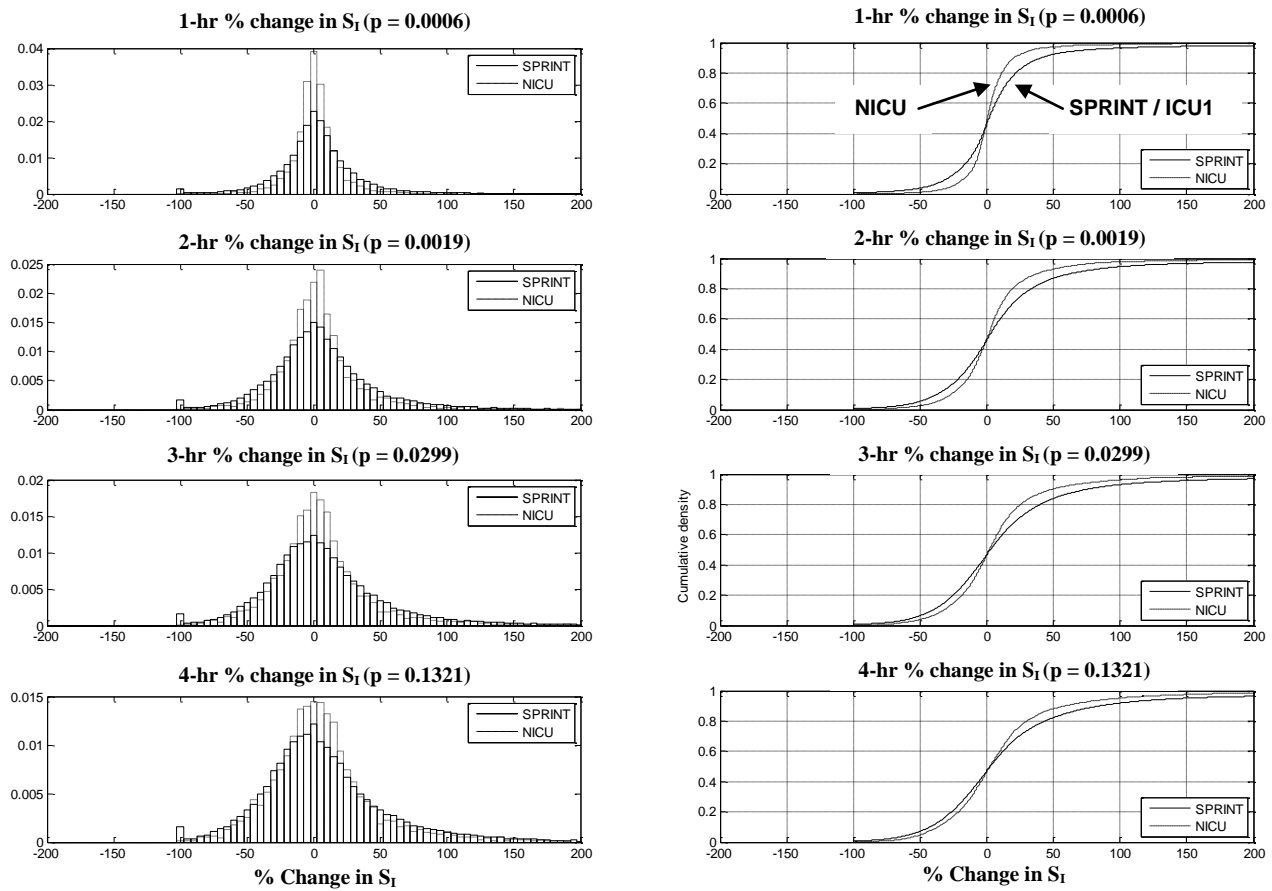 1-hr % change in SI (p = 0.0006)
0.04
0.03
0.02
0.01
0
-200 -150 -100 -50 0 50 100 150 200
SPRINT
NICU
2-hr % change in SI (p = 0.0019)
0.025
0.02
0.015
0.01
0.005
0
-200 -150 -100 -50 0 50 100 150 200
SPRINT
NICU
3-hr % change in SI (p = 0.0299)
0.02
0.015
0.01
0.005
0
-200 -150 -100 -50 0 50 100 150 200
SPRINT
NICU
4-hr % change in SI (p = 0.1321)
0.015
0.01
0.005
0
-200 -150 -100 -50 0 50 100 150 200
SPRINT
NICU
% Change in SI
1-hr % change in SI (p = 0.0006)
1
0.8
0.6
0.4
0.2
0
-200 -150 -100 -50 0 50 100 150 200
NICU
SPRINT / ICU1
SPRINT
NICU
2-hr % change in SI (p = 0.0019)
1
0.8
0.6
0.4
0.2
0
-200 -150 -100 -50 0 50 100 150 200
SPRINT
NICU
3-hr % change in SI (p = 0.0299)
Cumulative density
1
0.8
0.6
0.4
0.2
0
-200 -150 -100 -50 0 50 100 150 200
SPRINT
NICU
4-hr % change in SI (p = 0.1321)
1
0.8
0.6
0.4
0.2
0
-200 -150 -100 -50 0 50 100 150 200
SPRINT
NICU
% Change in SI